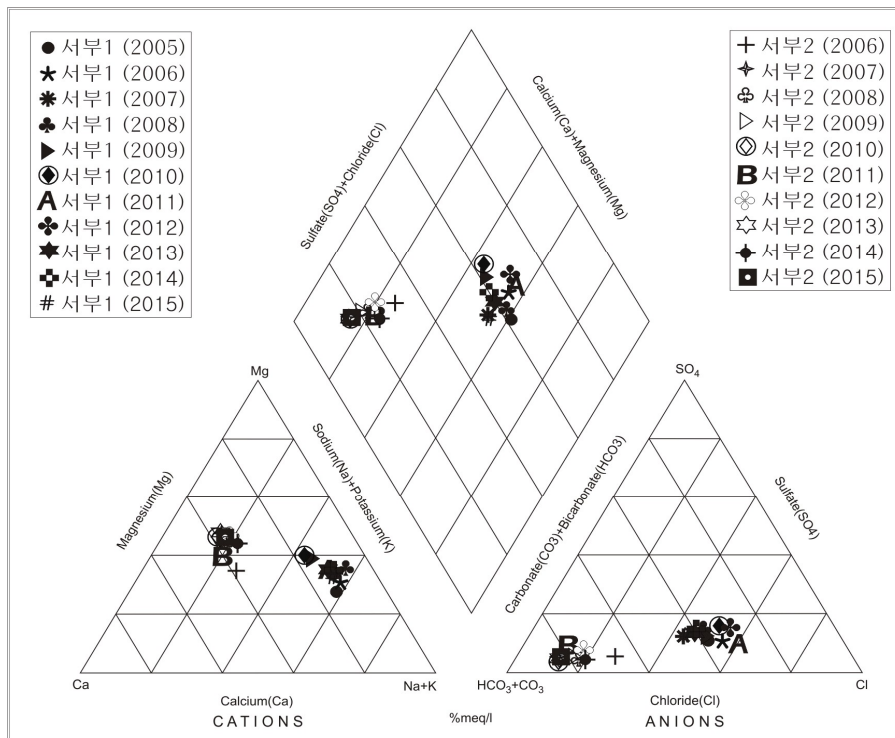 서부1 (2005)
서부1 (2006)
서부1 (2007)
서부1 (2008)
서부1 (2009)
서부1 (2010)
A 서부1 (2011)
서부1 (2012)
서부1 (2013)
서부1 (2014)
# 서부1 (2015)
서부2 (2006)
서부2 (2007)
서부2 (2008)
서부2 (2009)
서부2 (2010)
B 서부2 (2011)
서부2 (2012)
서부2 (2013)
서부2 (2014)
서부2 (2015)
Sulfate(SO4)+Chloride(Cl)
Calcium(Ca)+Magnesium(Mg)
A
B
Mg
SO4
Magnesium(Mg)
Sodium(Na)+Potassium(K)
Carbonate(CO3)+Bicarbonate(HCO3)
Sulfate(SO4)
B
B
A
Ca
Na+K
HCO3+CO3
Cl
Calcium(Ca)
Chloride(Cl)
CATIONS
%meq/l
ANIONS